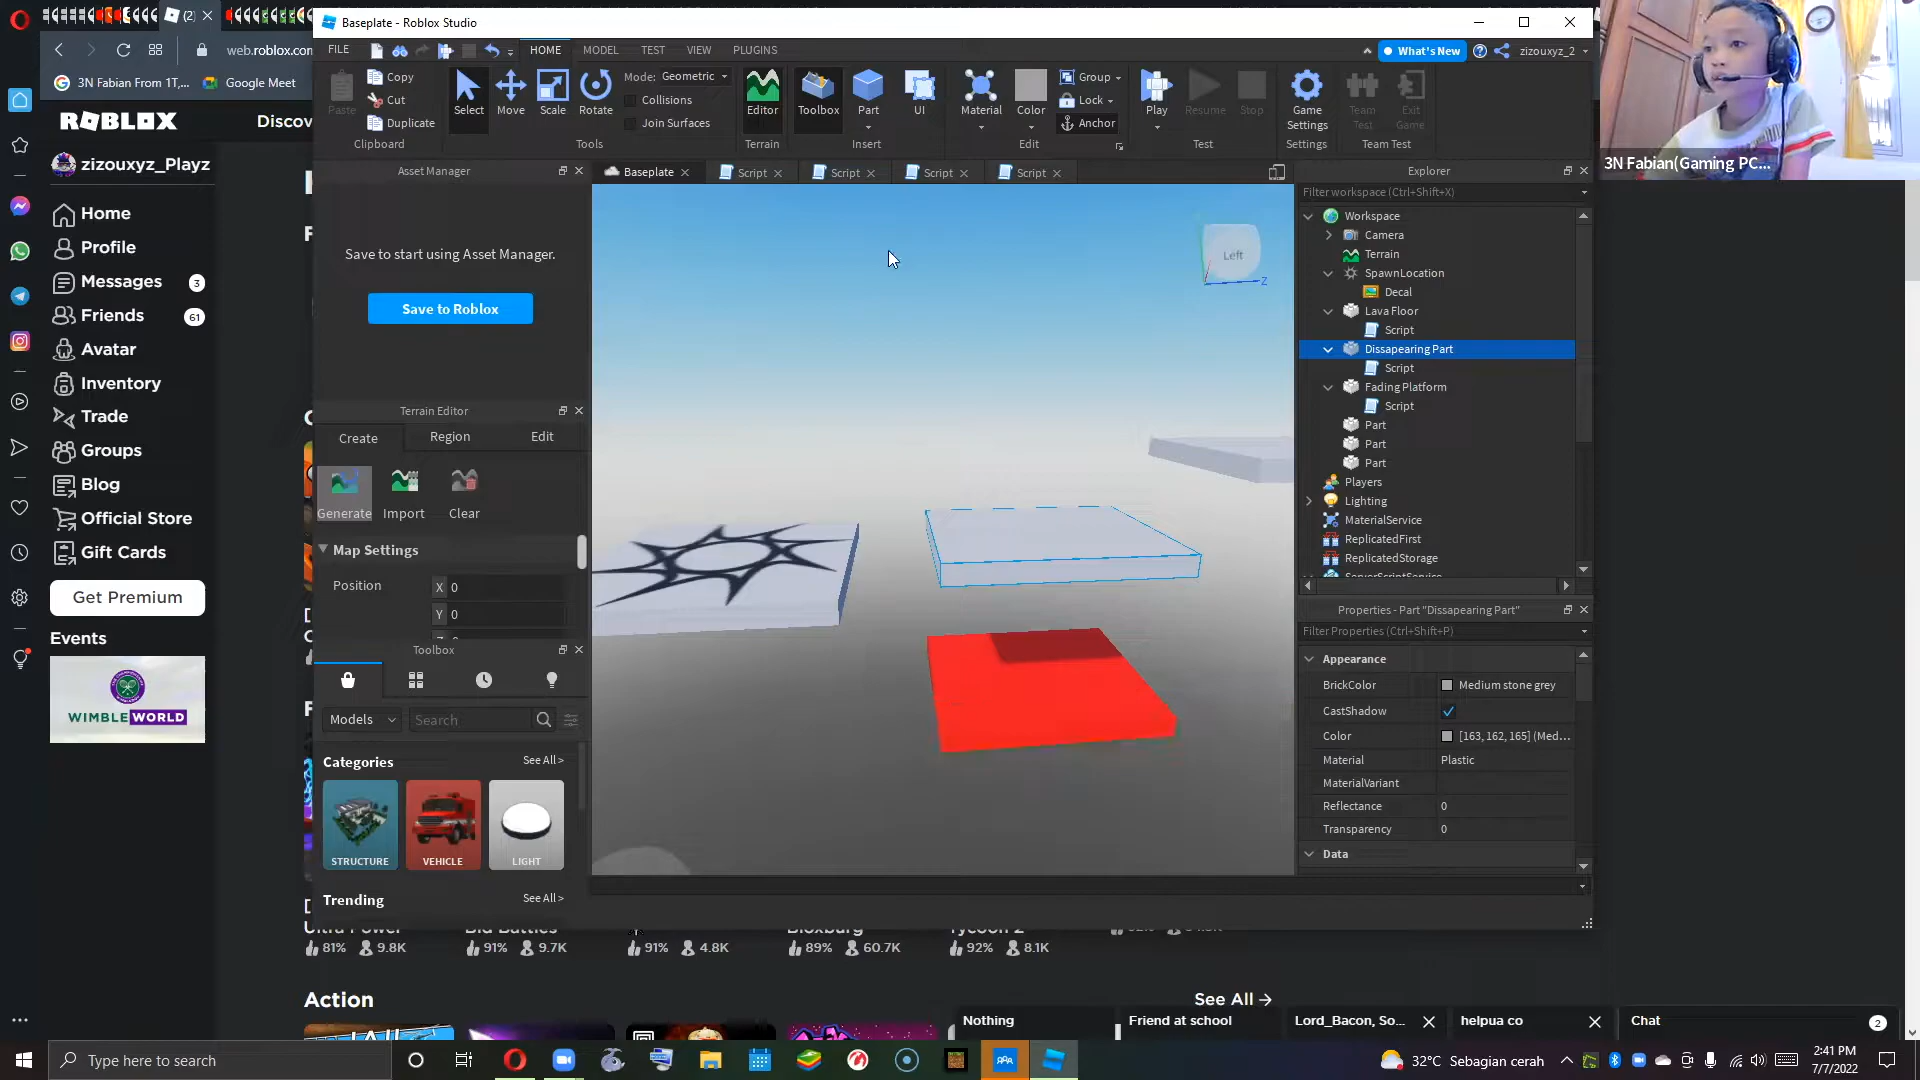 (2)
Baseplate - Roblox Studio
FILE
HOME
MODEL
TEST
VIEW
PLUGINS
What's New
zizouxyz_2
web.roblox.com
3N Fabian From 1T,...
Google Meet
Paste
Copy
Cut
Duplicate
Clipboard
Select
Move
Scale
Rotate
Mode: Geometric
Collisions
Join Surfaces
Tools
Editor
Terrain
Toolbox
Part
UI
Insert
Material
Color
Group
Lock
Anchor
Edit
Play
Resume
Stop
Test
Game Settings
Settings
Team Test
Exit Game
Team Test
3N Fabian(Gaming PC...
ROBLOX
Discov
zizouxyz_Playz
Home
Profile
Messages 3
Friends 61
Avatar
Inventory
Trade
Groups
Blog
Official Store
Gift Cards
Get Premium
Events
WIMBLEWORLD
Asset Manager
Save to start using Asset Manager.
Save to Roblox
Terrain Editor
Create
Region
Edit
Generate
Import
Clear
Map Settings
Position
X 0
Y 0
Toolbox
Models
Search
Categories
See All >
STRUCTURE
VEHICLE
LIGHT
Trending
See All >
Baseplate
Script
Script
Script
Script
Left
Z
Explorer
Filter workspace (Ctrl+Shift+X)
Workspace
Camera
Terrain
SpawnLocation
Decal
Lava Floor
Script
Dissapearing Part
Script
Fading Platform
Script
Part
Part
Part
Players
Lighting
MaterialService
ReplicatedFirst
ReplicatedStorage
ServerScriptService
Properties - Part "Dissapearing Part"
Filter Properties (Ctrl+Shift+P)
Appearance
BrickColor Medium stone grey
CastShadow
Color [163, 162, 165] (Med...
Material Plastic
MaterialVariant
Reflectance 0
Transparency 0
Data
81% 9.8K
91% 9.7K
91% 4.8K
89% 60.7K
92% 8.1K
Action
See All →
Nothing
Friend at school
Lord_Bacon, So...
helpua co
Chat 2
Type here to search
32°C Sebagian cerah
2:41 PM
7/7/2022